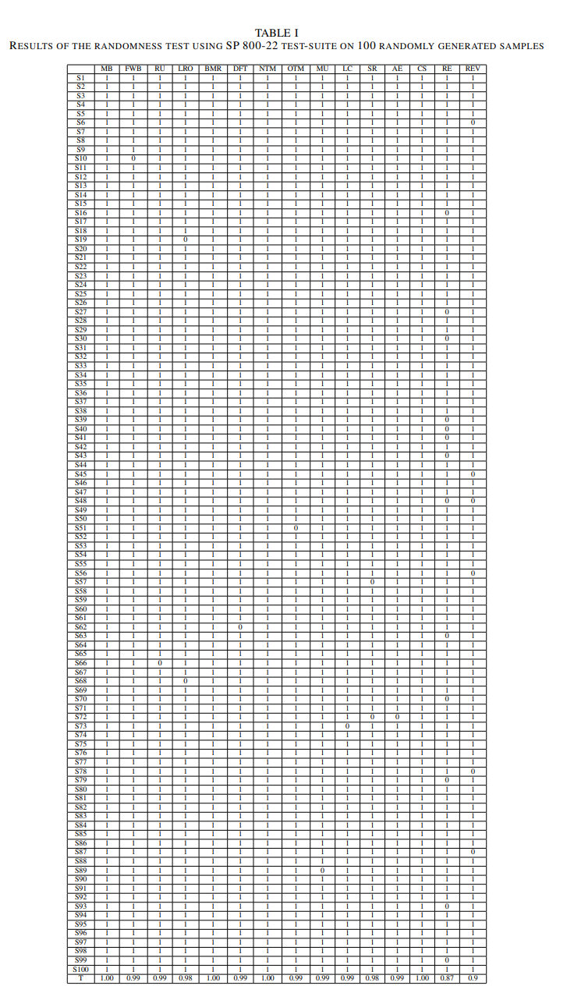 TABLE I
RESULTS OF THE RANDOMNESS TEST USING SP 800-22 TEST-SUITE ON 100 RANDOMLY GENERATED SAMPLES
MB FWB RU LRO BMR DFT NTM OTM MU LC SR AE CS RE REV
S1 1 1 1 1 1 1 1 1 1 1 1 1 1 1 1
S2 1 1 1 1 1 1 1 1 1 1 1 1 1 1 1
S3 1 1 1 1 1 1 1 1 1 1 1 1 1 1 1
S4 1 1 1 1 1 1 1 1 1 1 1 1 1 1 1
S5 1 1 1 1 1 1 1 1 1 1 1 1 1 1 1
S6 1 1 1 1 1 1 1 1 1 1 1 1 1 1 0
S7 1 1 1 1 1 1 1 1 1 1 1 1 1 1 1
S8 1 1 1 1 1 1 1 1 1 1 1 1 1 1 1
S9 1 1 1 1 1 1 1 1 1 1 1 1 1 1 1
S10 1 0 1 1 1 1 1 1 1 1 1 1 1 1 1
S11 1 1 1 1 1 1 1 1 1 1 1 1 1 1 1
S12 1 1 1 1 1 1 1 1 1 1 1 1 1 1 1
S13 1 1 1 1 1 1 1 1 1 1 1 1 1 1 1
S14 1 1 1 1 1 1 1 1 1 1 1 1 1 1 1
S15 1 1 1 1 1 1 1 1 1 1 1 1 1 1 1
S16 1 1 1 1 1 1 1 1 1 1 1 1 1 0 1
S17 1 1 1 1 1 1 1 1 1 1 1 1 1 1 1
S18 1 1 1 1 1 1 1 1 1 1 1 1 1 1 1
S19 1 1 1 0 1 1 1 1 1 1 1 1 1 1 1
S20 1 1 1 1 1 1 1 1 1 1 1 1 1 1 1
S21 1 1 1 1 1 1 1 1 1 1 1 1 1 1 1
S22 1 1 1 1 1 1 1 1 1 1 1 1 1 1 1
S23 1 1 1 1 1 1 1 1 1 1 1 1 1 1 1
S24 1 1 1 1 1 1 1 1 1 1 1 1 1 1 1
S25 1 1 1 1 1 1 1 1 1 1 1 1 1 1 1
S26 1 1 1 1 1 1 1 1 1 1 1 1 1 1 1
S27 1 1 1 1 1 1 1 1 1 1 1 1 1 0 1
S28 1 1 1 1 1 1 1 1 1 1 1 1 1 1 1
S29 1 1 1 1 1 1 1 1 1 1 1 1 1 1 1
S30 1 1 1 1 1 1 1 1 1 1 1 1 1 0 1
S31 1 1 1 1 1 1 1 1 1 1 1 1 1 1 1
S32 1 1 1 1 1 1 1 1 1 1 1 1 1 1 1
S33 1 1 1 1 1 1 1 1 1 1 1 1 1 1 1
S34 1 1 1 1 1 1 1 1 1 1 1 1 1 1 1
S35 1 1 1 1 1 1 1 1 1 1 1 1 1 1 1
S36 1 1 1 1 1 1 1 1 1 1 1 1 1 1 1
S37 1 1 1 1 1 1 1 1 1 1 1 1 1 1 1
S38 1 1 1 1 1 1 1 1 1 1 1 1 1 1 1
S39 1 1 1 1 1 1 1 1 1 1 1 1 1 0 1
S40 1 1 1 1 1 1 1 1 1 1 1 1 1 0 1
S41 1 1 1 1 1 1 1 1 1 1 1 1 1 0 1
S42 1 1 1 1 1 1 1 1 1 1 1 1 1 1 1
S43 1 1 1 1 1 1 1 1 1 1 1 1 1 0 1
S44 1 1 1 1 1 1 1 1 1 1 1 1 1 1 1
S45 1 1 1 1 1 1 1 1 1 1 1 1 1 1 0
S46 1 1 1 1 1 1 1 1 1 1 1 1 1 1 1
S47 1 1 1 1 1 1 1 1 1 1 1 1 1 1 1
S48 1 1 1 1 1 1 1 1 1 1 1 1 1 0 0
S49 1 1 1 1 1 1 1 1 1 1 1 1 1 1 1
S50 1 1 1 1 1 1 1 1 1 1 1 1 1 1 1
S51 1 1 1 1 1 1 1 0 1 1 1 1 1 1 1
S52 1 1 1 1 1 1 1 1 1 1 1 1 1 1 1
S53 1 1 1 1 1 1 1 1 1 1 1 1 1 1 1
S54 1 1 1 1 1 1 1 1 1 1 1 1 1 1 1
S55 1 1 1 1 1 1 1 1 1 1 1 1 1 1 1
S56 1 1 1 1 1 1 1 1 1 1 1 1 1 1 0
S57 1 1 1 1 1 1 1 1 1 1 0 1 1 1 1
S58 1 1 1 1 1 1 1 1 1 1 1 1 1 1 1
S59 1 1 1 1 1 1 1 1 1 1 1 1 1 1 1
S60 1 1 1 1 1 1 1 1 1 1 1 1 1 1 1
S61 1 1 1 1 1 1 1 1 1 1 1 1 1 1 1
S62 1 1 1 1 1 0 1 1 1 1 1 1 1 1 1
S63 1 1 1 1 1 1 1 1 1 1 1 1 1 0 1
S64 1 1 1 1 1 1 1 1 1 1 1 1 1 1 1
S65 1 1 1 1 1 1 1 1 1 1 1 1 1 1 1
S66 1 1 0 1 1 1 1 1 1 1 1 1 1 1 1
S67 1 1 1 1 1 1 1 1 1 1 1 1 1 1 1
S68 1 1 1 0 1 1 1 1 1 1 1 1 1 1 1
S69 1 1 1 1 1 1 1 1 1 1 1 1 1 1 1
S70 1 1 1 1 1 1 1 1 1 1 1 1 1 0 1
S71 1 1 1 1 1 1 1 1 1 1 1 1 1 1 1
S72 1 1 1 1 1 1 1 1 1 1 0 0 1 1 1
S73 1 1 1 1 1 1 1 1 1 0 1 1 1 1 1
S74 1 1 1 1 1 1 1 1 1 1 1 1 1 1 1
S75 1 1 1 1 1 1 1 1 1 1 1 1 1 1 1
S76 1 1 1 1 1 1 1 1 1 1 1 1 1 1 1
S77 1 1 1 1 1 1 1 1 1 1 1 1 1 1 1
S78 1 1 1 1 1 1 1 1 1 1 1 1 1 1 0
S79 1 1 1 1 1 1 1 1 1 1 1 1 1 0 1
S80 1 1 1 1 1 1 1 1 1 1 1 1 1 1 1
S81 1 1 1 1 1 1 1 1 1 1 1 1 1 1 1
S82 1 1 1 1 1 1 1 1 1 1 1 1 1 1 1
S83 1 1 1 1 1 1 1 1 1 1 1 1 1 1 1
S84 1 1 1 1 1 1 1 1 1 1 1 1 1 1 1
S85 1 1 1 1 1 1 1 1 1 1 1 1 1 1 1
S86 1 1 1 1 1 1 1 1 1 1 1 1 1 1 1
S87 1 1 1 1 1 1 1 1 1 1 1 1 1 1 0
S88 1 1 1 1 1 1 1 1 1 1 1 1 1 1 1
S89 1 1 1 1 1 1 1 1 0 1 1 1 1 1 1
S90 1 1 1 1 1 1 1 1 1 1 1 1 1 1 1
S91 1 1 1 1 1 1 1 1 1 1 1 1 1 1 1
S92 1 1 1 1 1 1 1 1 1 1 1 1 1 1 1
S93 1 1 1 1 1 1 1 1 1 1 1 1 1 0 1
S94 1 1 1 1 1 1 1 1 1 1 1 1 1 1 1
S95 1 1 1 1 1 1 1 1 1 1 1 1 1 1 1
S96 1 1 1 1 1 1 1 1 1 1 1 1 1 1 1
S97 1 1 1 1 1 1 1 1 1 1 1 1 1 1 1
S98 1 1 1 1 1 1 1 1 1 1 1 1 1 1 1
S99 1 1 1 1 1 1 1 1 1 1 1 1 1 0 1
S100 1 1 1 1 1 1 1 1 1 1 1 1 1 1 1
T 1.00 0.99 0.99 0.98 1.00 0.99 1.00 0.99 0.99 0.99 0.98 0.99 1.00 0.87 0.9